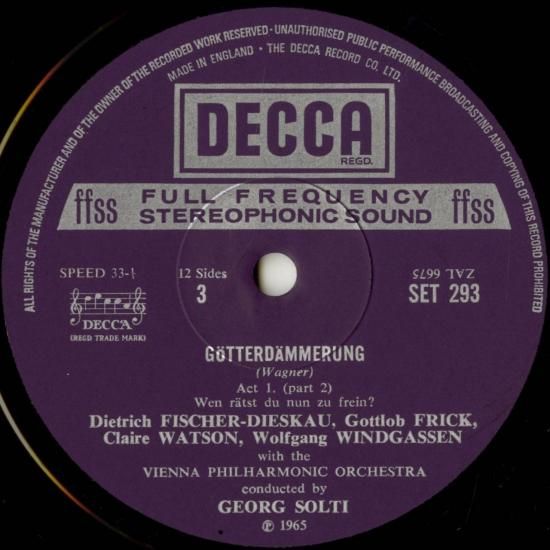 ALL RIGHTS OF THE MANUFACTURER AND OF THE OWNER OF THE RECORDED WORK RESERVED · UNAUTHORISED PUBLIC PERFORMANCE BROADCASTING AND COPYING OF THIS RECORD PROHIBITED
MADE IN ENGLAND · THE DECCA RECORD CO. LTD.
DECCA
REGD.
ffss FULL FREQUENCY ffss
STEREOPHONIC SOUND
SPEED 33-⅓ 12 Sides ZAL 6675
3 SET 293
DECCA
(REGD TRADE MARK)
GÖTTERDÄMMERUNG
(Wagner)
Act 1. (part 2)
Wen rätst du nun zu frein?
Dietrich FISCHER-DIESKAU, Gottlob FRICK,
Claire WATSON, Wolfgang WINDGASSEN
with the
VIENNA PHILHARMONIC ORCHESTRA
conducted by
GEORG SOLTI
℗ 1965